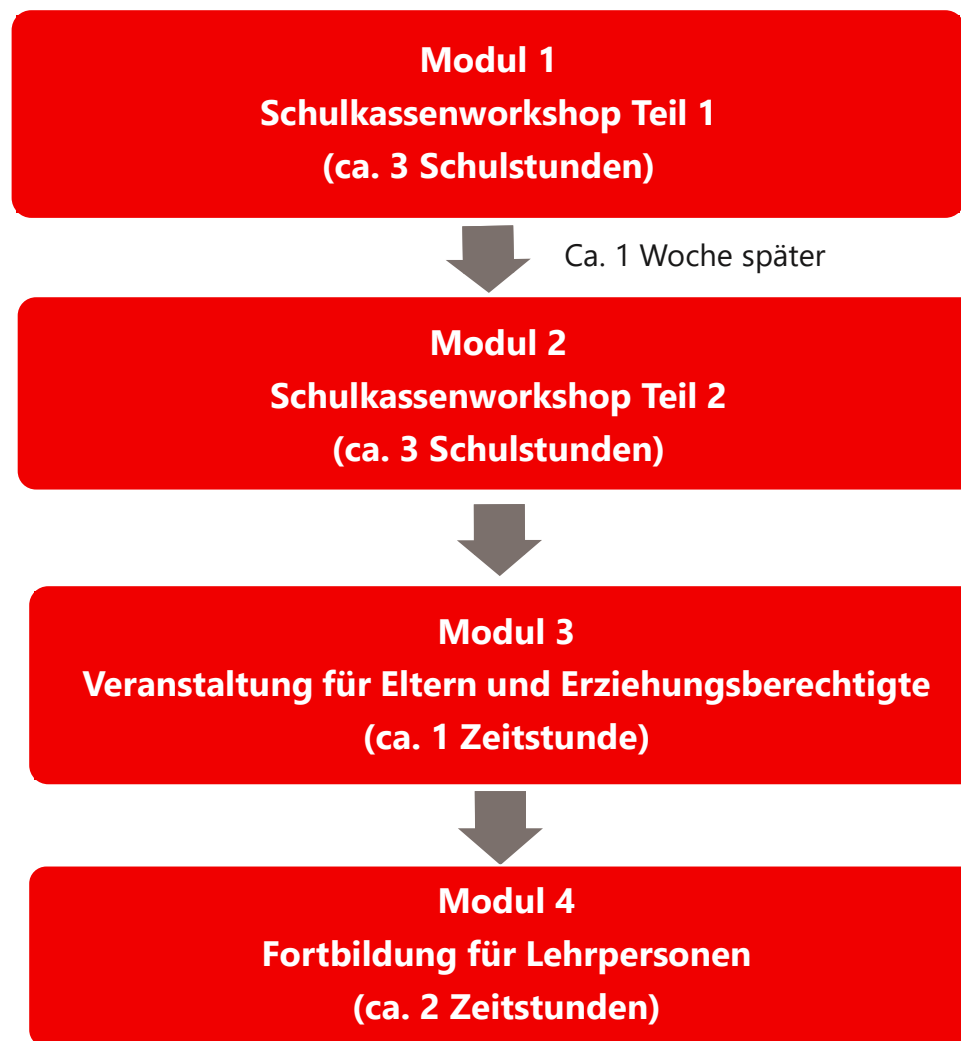 Modul 1
Schulkassenworkshop Teil 1
(ca. 3 Schulstunden)
Ca. 1 Woche später
Modul 2
Schulkassenworkshop Teil 2
(ca. 3 Schulstunden)
Modul 3
Veranstaltung für Eltern und Erziehungsberechtigte
(ca. 1 Zeitstunde)
Modul 4
Fortbildung für Lehrpersonen
(ca. 2 Zeitstunden)